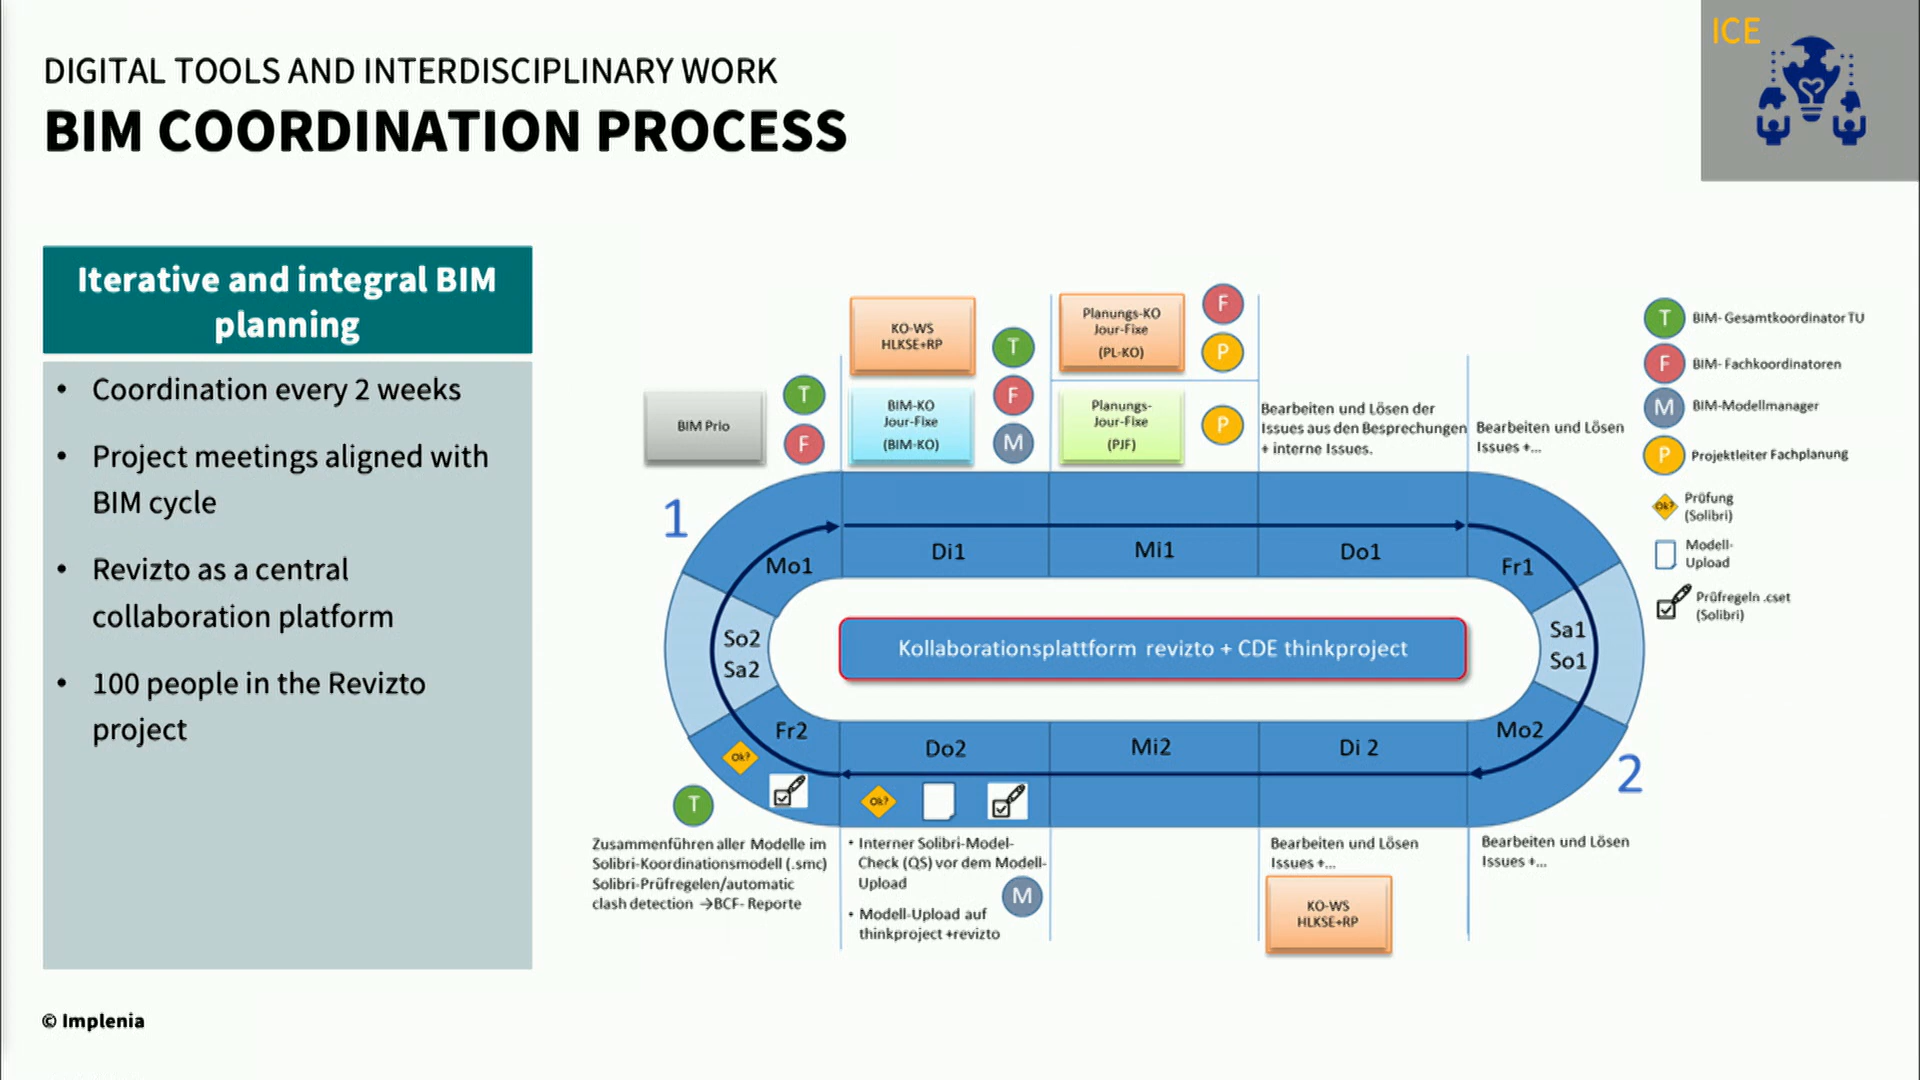 ICE
DIGITAL TOOLS AND INTERDISCIPLINARY WORK
BIM COORDINATION PROCESS
Iterative and integral BIM
planning
• Coordination every 2 weeks
• Project meetings aligned with
BIM cycle
• Revizto as a central
collaboration platform
• 100 people in the Revizto
project
BIM Prio
T
F
KO-WS
HLKSE+RP
BIM-KO
Jour-Fixe
(BIM-KO)
T
F
M
Planungs-KO
Jour-Fixe
(PL-KO)
F
P
Planungs-
Jour-Fixe
(PJF)
P
Bearbeiten und Lösen der
Issues aus den Besprechungen
+ interne Issues.
Bearbeiten und Lösen
Issues +...
T BIM- Gesamtkoordinator TU
F BIM- Fachkoordinatoren
M BIM-Modellmanager
P Projektleiter Fachplanung
Ok? Prüfung
(Solibri)
Modell-
Upload
Prüfregeln .cset
(Solibri)
1
Mo1
Di1
Mi1
Do1
Fr1
So2
Sa2
Kollaborationsplattform revizto + CDE thinkproject
Sa1
So1
Fr2
Do2
Mi2
Di 2
Mo2
2
Ok?
Ok?
T
Zusammenführen aller Modelle im
Solibri-Koordinationsmodell (.smc)
Solibri-Prüfregelen/automatic
clash detection →BCF- Reporte
• Interner Solibri-Model-
Check (QS) vor dem Modell-
Upload
M
• Modell-Upload auf
thinkproject +revizto
Bearbeiten und Lösen
Issues +...
KO-WS
HLKSE+RP
Bearbeiten und Lösen
Issues +...
© Implenia